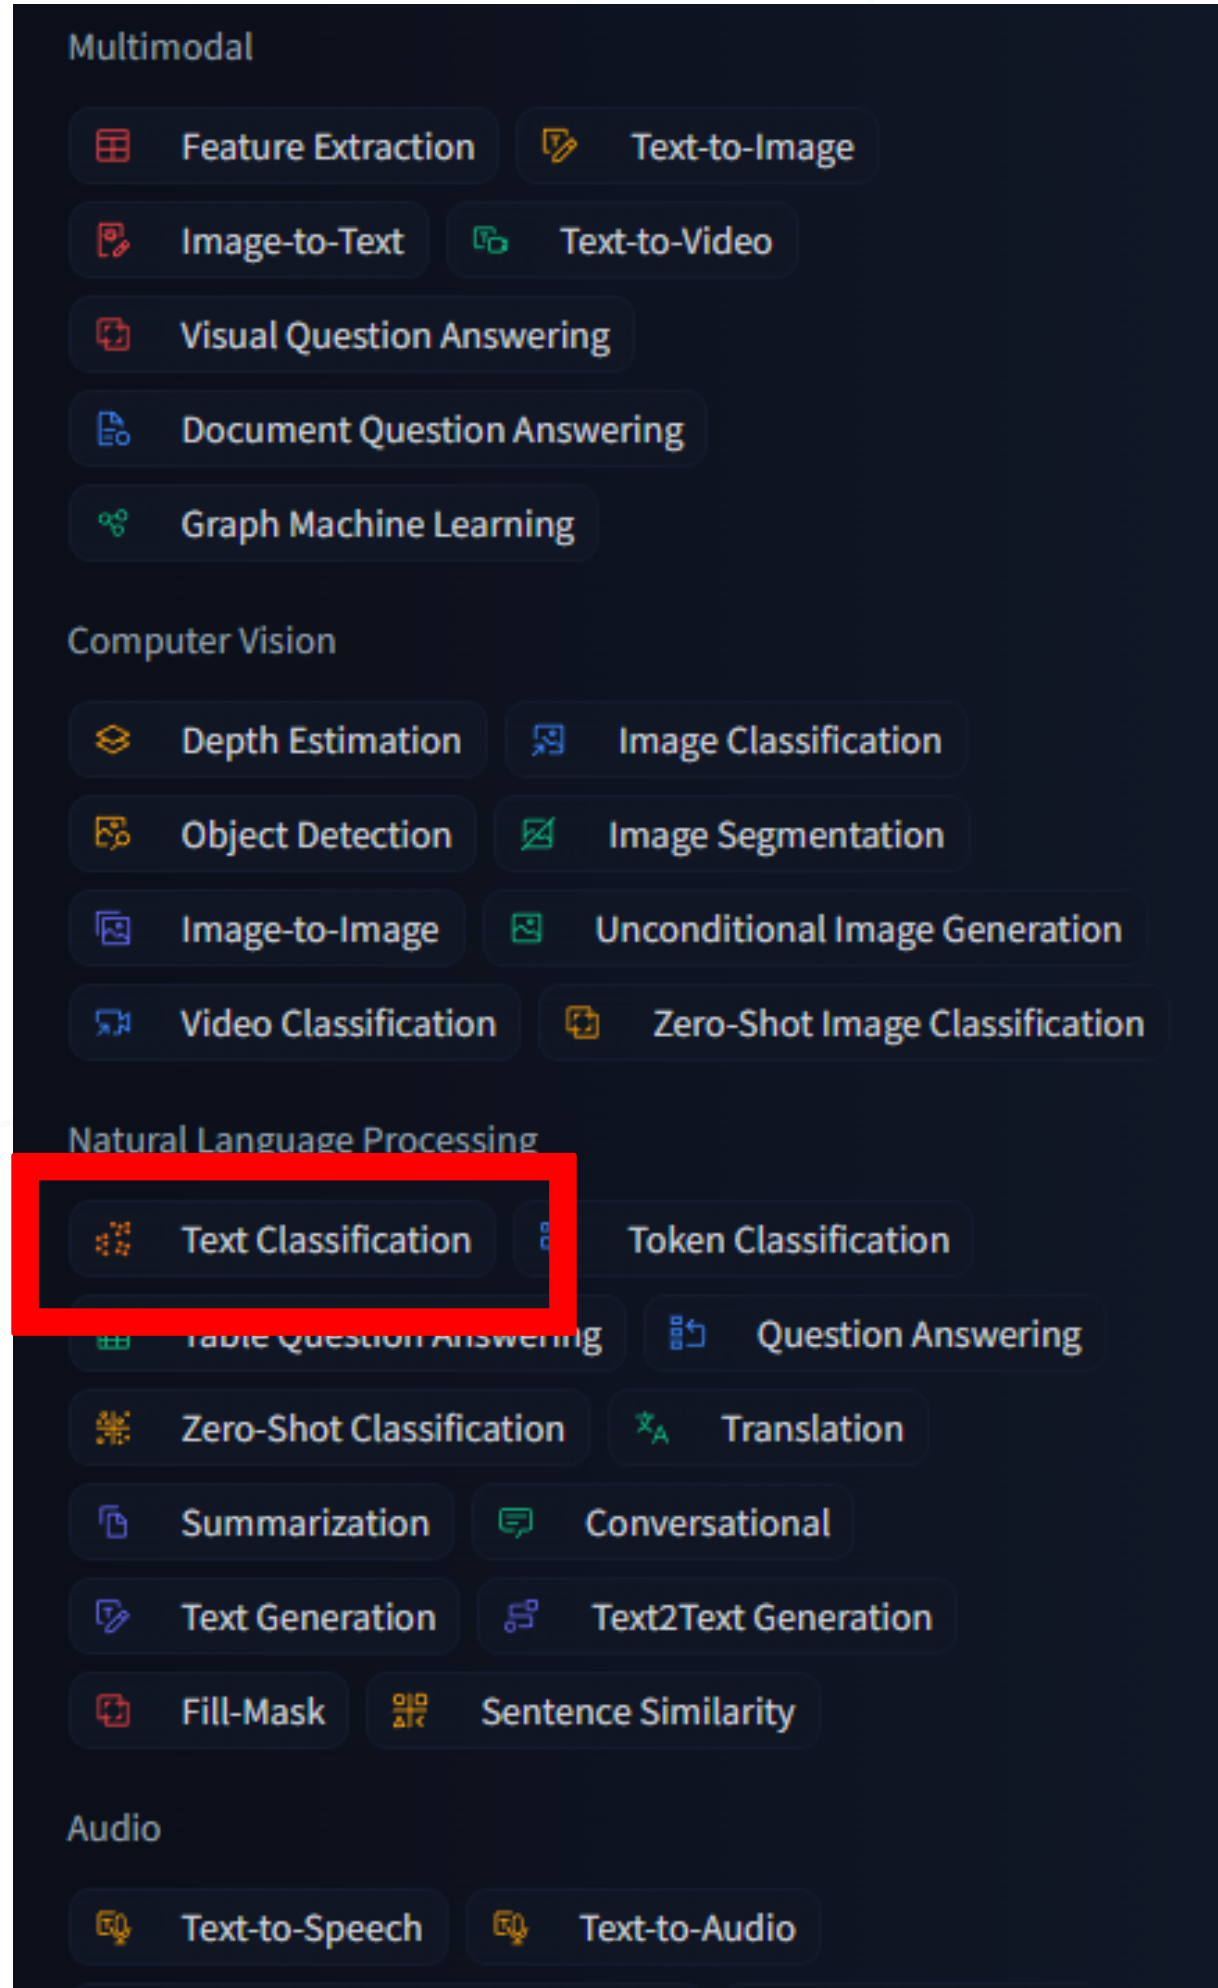 Multimodal
Feature Extraction Text-to-Image
Image-to-Text Text-to-Video
Visual Question Answering
Document Question Answering
Graph Machine Learning
Computer Vision
Depth Estimation Image Classification
Object Detection Image Segmentation
Image-to-Image Unconditional Image Generation
Video Classification Zero-Shot Image Classification
Natural Language Processing
Text Classification Token Classification
Table Question Answering Question Answering
Zero-Shot Classification Translation
Summarization Conversational
Text Generation Text2Text Generation
Fill-Mask Sentence Similarity
Audio
Text-to-Speech Text-to-Audio